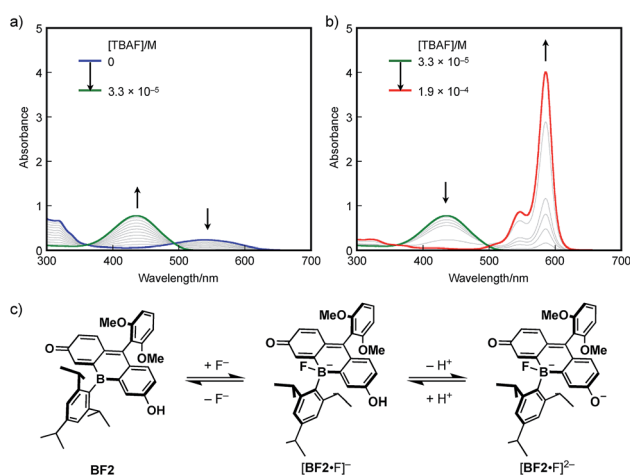 a)
[TBAF]/M
0
3.3 × 10⁻⁵
Absorbance
5
4
3
2
1
0
300 400 500 600 700
Wavelength/nm
b)
[TBAF]/M
3.3 × 10⁻⁵
1.9 × 10⁻⁴
Absorbance
5
4
3
2
1
0
300 400 500 600 700
Wavelength/nm
c)
O MeO OMe B OH
BF2
+ F⁻
− F⁻
O MeO OMe F B⁻ OH
[BF2•F]⁻
− H⁺
+ H⁺
O MeO OMe F B⁻ O⁻
[BF2•F]²⁻